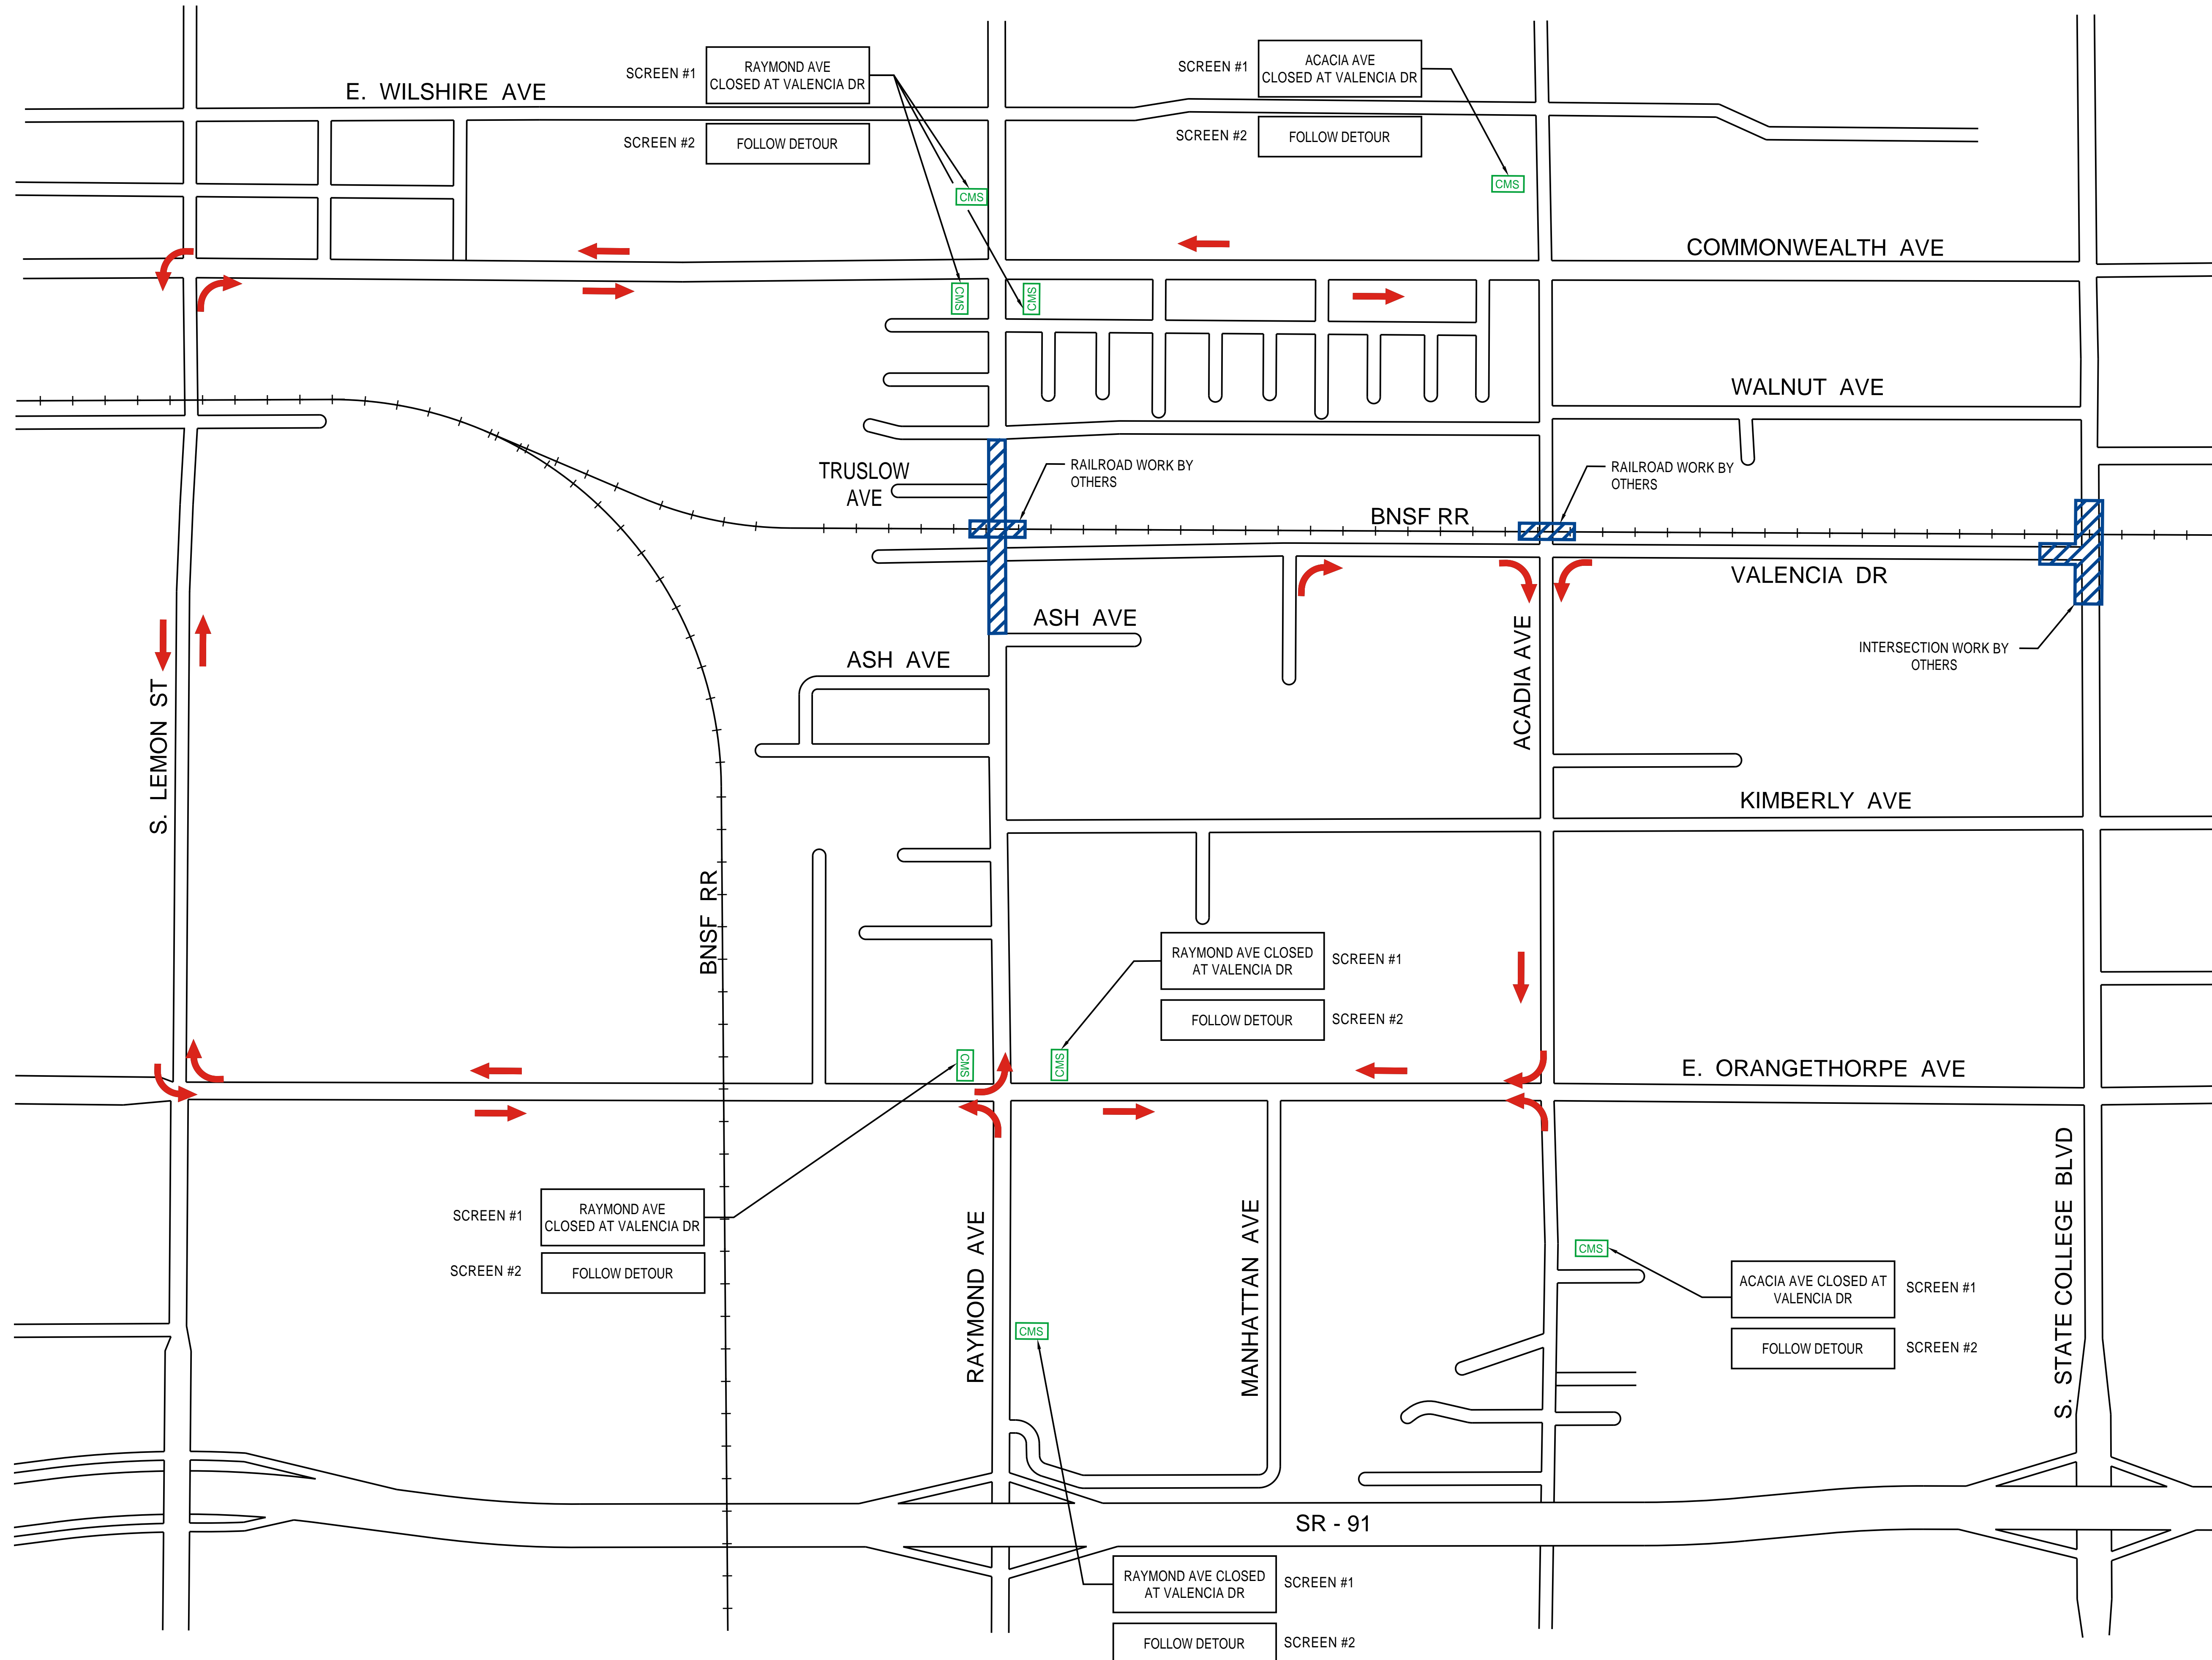 E. WILSHIRE AVE
SCREEN #1
RAYMOND AVE
CLOSED AT VALENCIA DR
SCREEN #2
FOLLOW DETOUR
SCREEN #1
ACACIA AVE
CLOSED AT VALENCIA DR
SCREEN #2
FOLLOW DETOUR
CMS
CMS
COMMONWEALTH AVE
CMS
CMS
WALNUT AVE
TRUSLOW
AVE
RAILROAD WORK BY
OTHERS
RAILROAD WORK BY
OTHERS
BNSF RR
VALENCIA DR
ASH AVE
ASH AVE
INTERSECTION WORK BY
OTHERS
S. LEMON ST
ACADIA AVE
KIMBERLY AVE
BNSF RR
RAYMOND AVE CLOSED
AT VALENCIA DR
SCREEN #1
FOLLOW DETOUR
SCREEN #2
CMS
CMS
E. ORANGETHORPE AVE
SCREEN #1
RAYMOND AVE
CLOSED AT VALENCIA DR
SCREEN #2
FOLLOW DETOUR
RAYMOND AVE
MANHATTAN AVE
S. STATE COLLEGE BLVD
CMS
ACACIA AVE CLOSED AT
VALENCIA DR
SCREEN #1
FOLLOW DETOUR
SCREEN #2
CMS
SR - 91
RAYMOND AVE CLOSED
AT VALENCIA DR
SCREEN #1
FOLLOW DETOUR
SCREEN #2